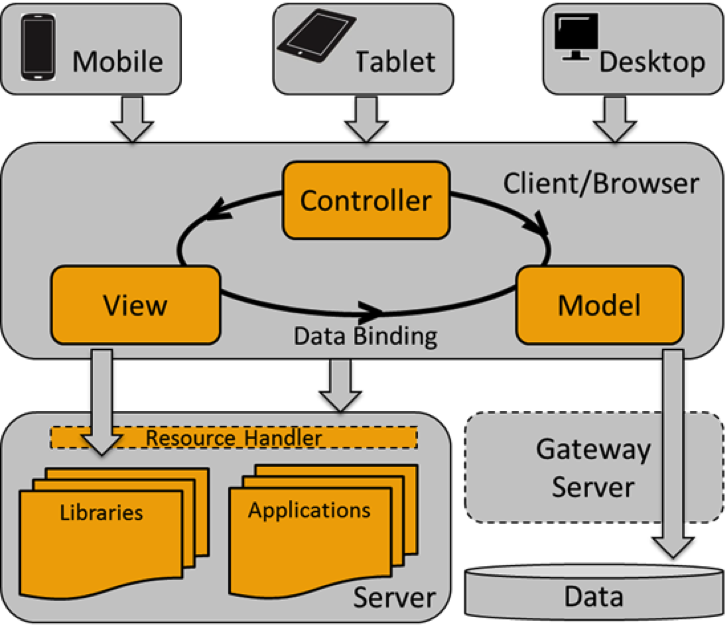 Mobile
Tablet
Desktop
Client/Browser
Controller
View
Model
Data Binding
Resource Handler
Libraries
Applications
Server
Gateway
Server
Data